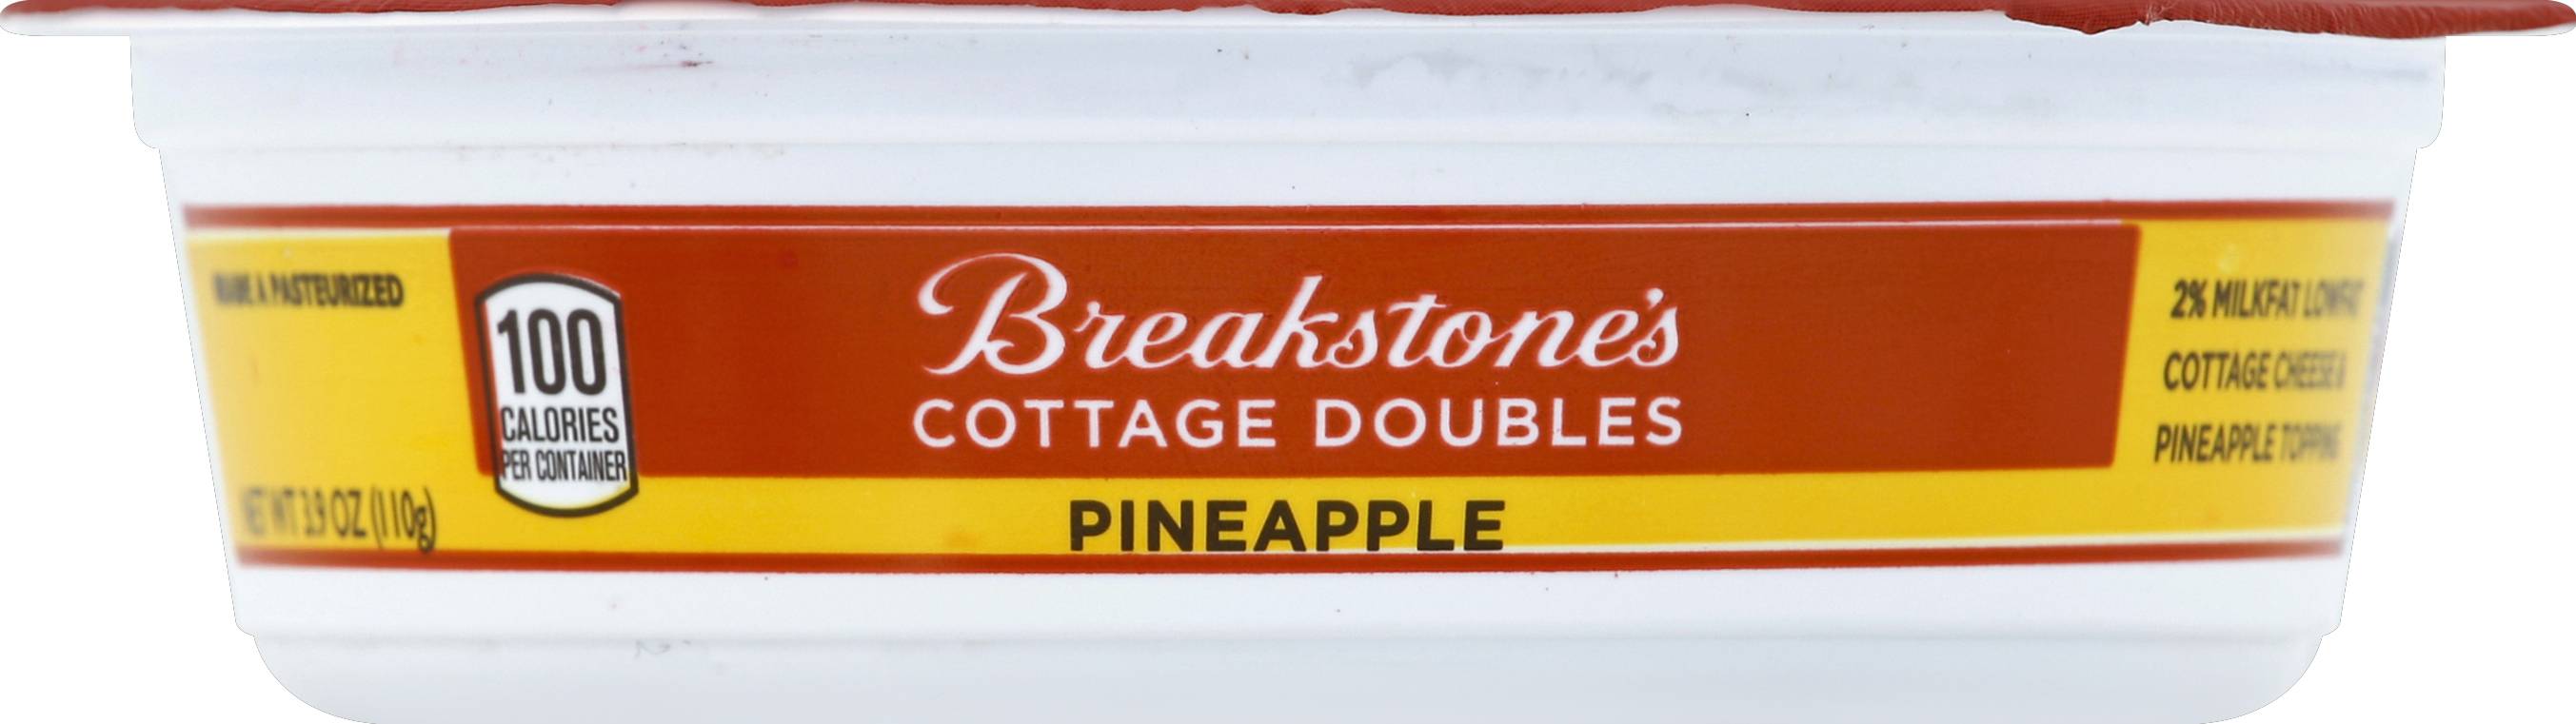 PASTEURIZED
100
CALORIES
PER CONTAINER
NET WT 3.9 OZ (110g)
Breakstone's
COTTAGE DOUBLES
PINEAPPLE
2% MILKFAT LOWFAT
COTTAGE CHEESE &
PINEAPPLE TOPPING